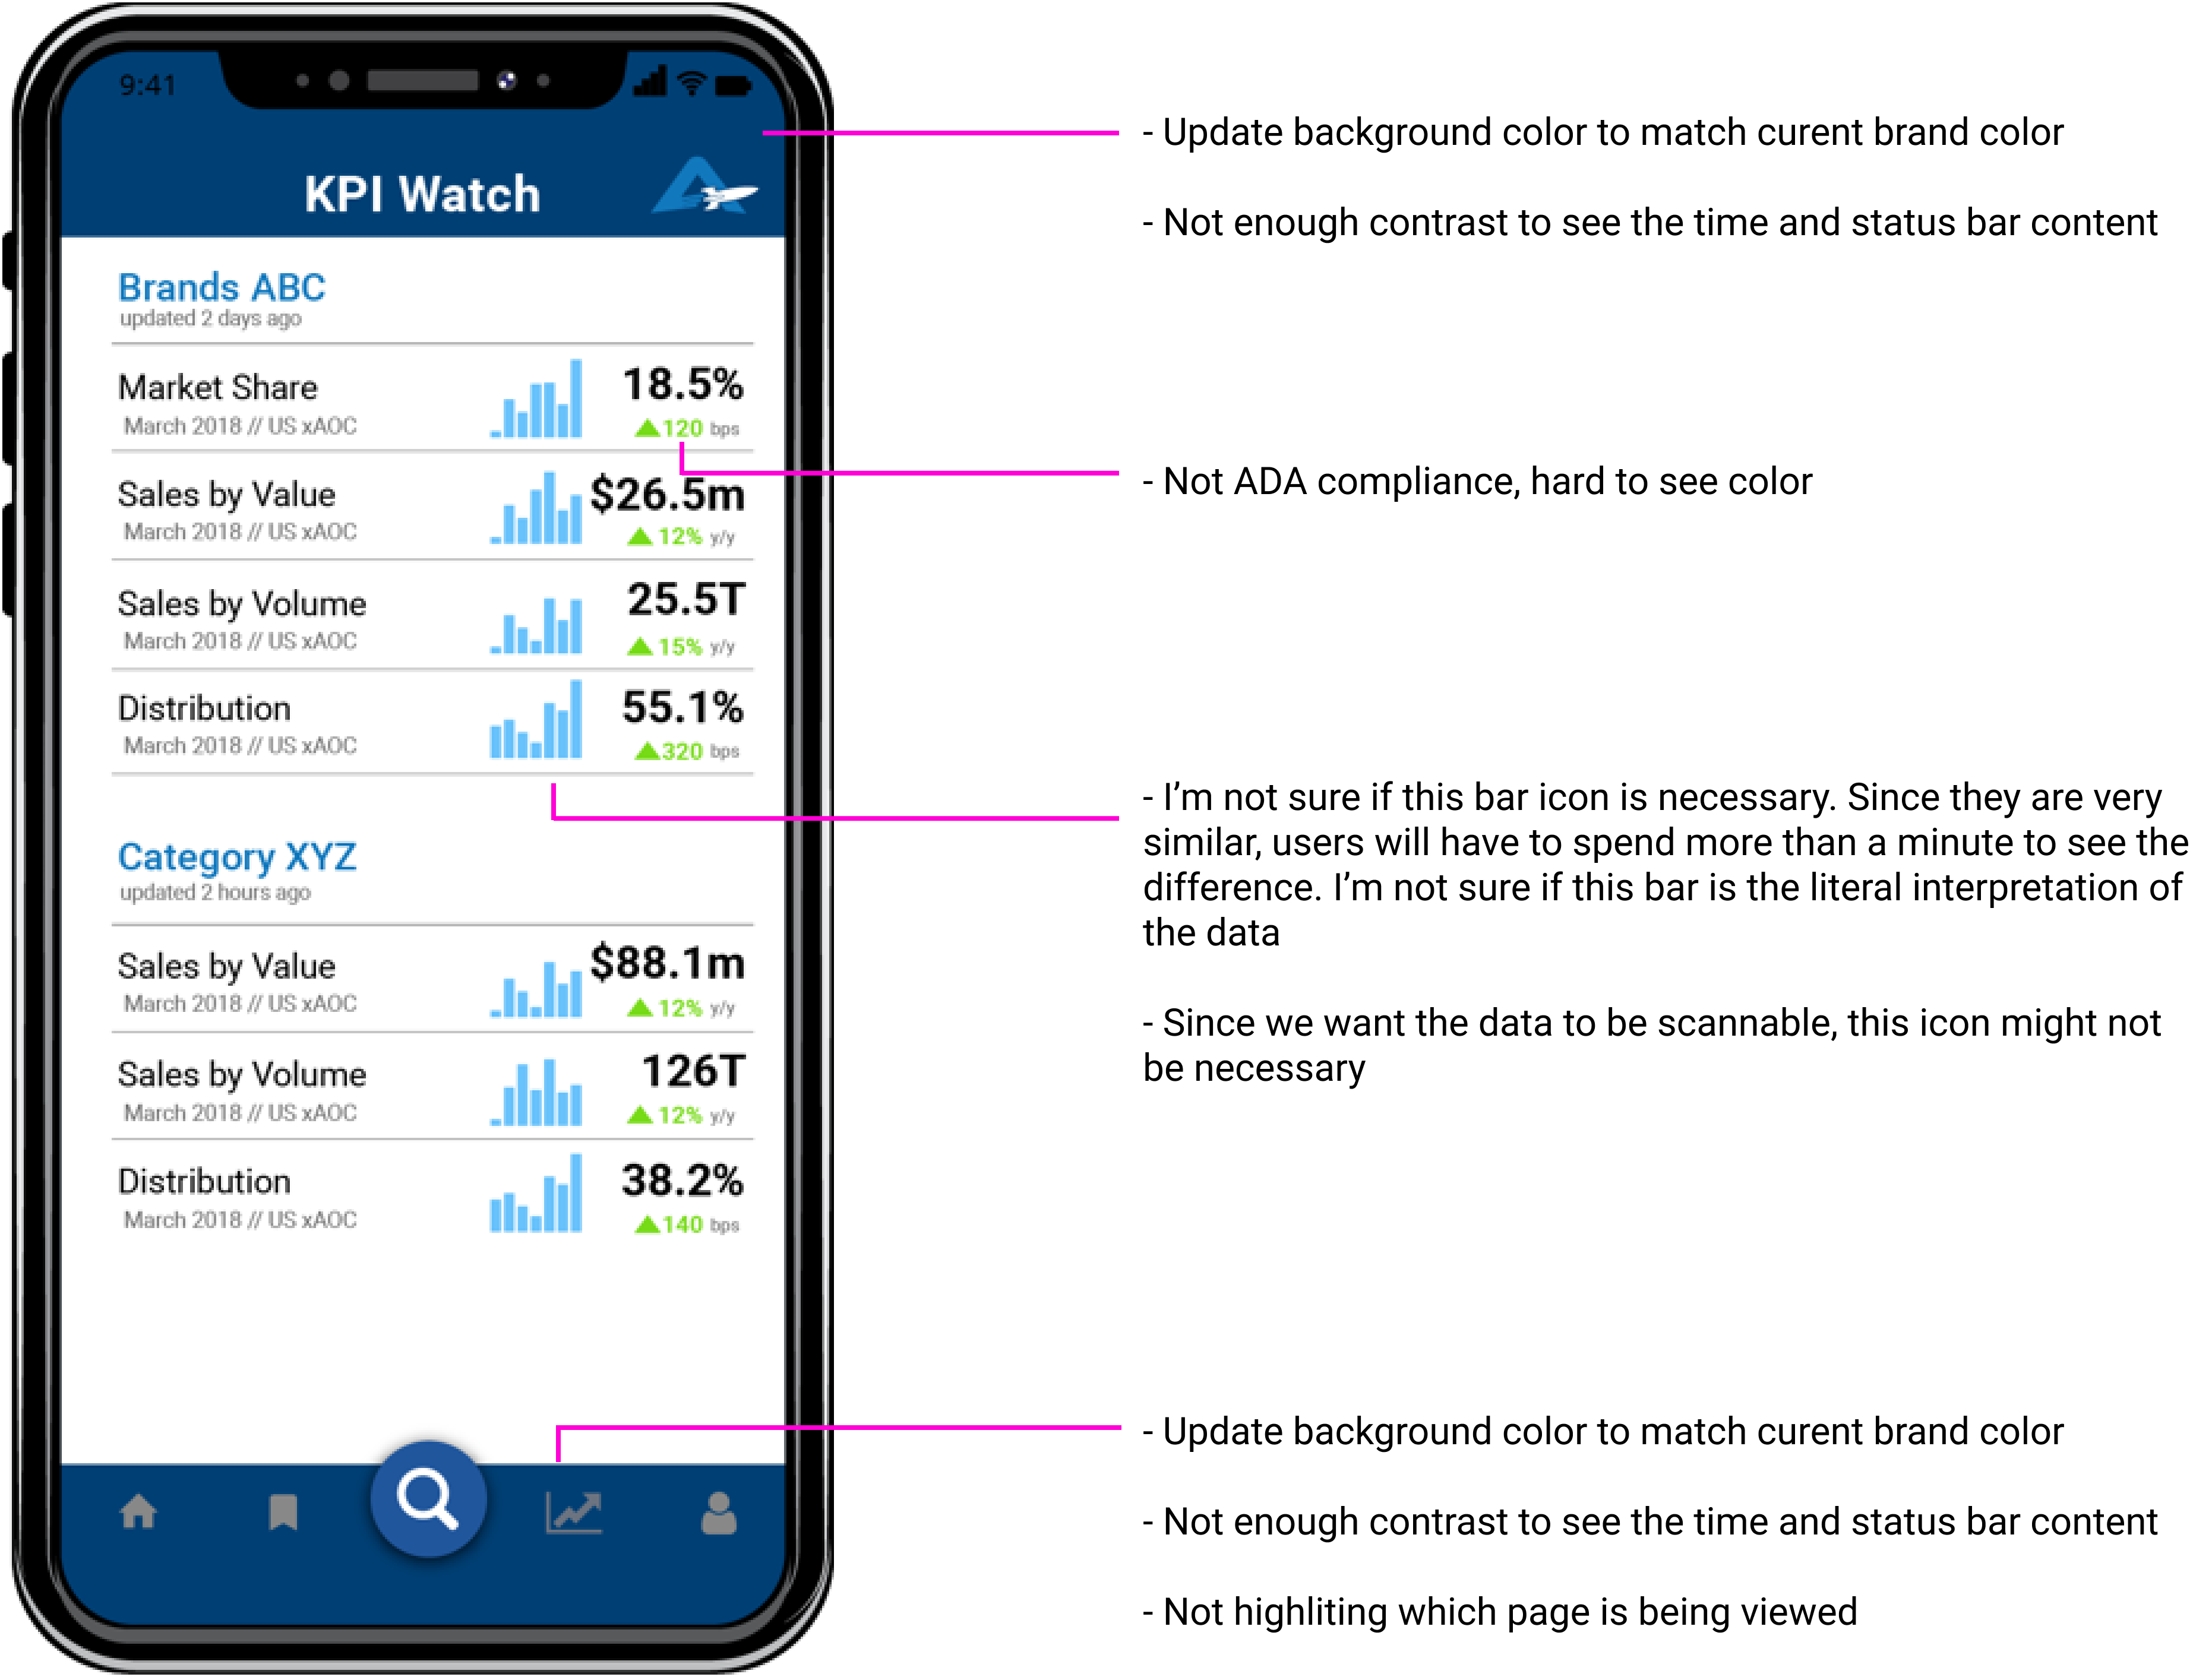 9:41
KPI Watch
Brands ABC
updated 2 days ago
Market Share
March 2018 // US xAOC
18.5%
120 bps
Sales by Value
March 2018 // US xAOC
$26.5m
12% y/y
Sales by Volume
March 2018 // US xAOC
25.5T
15% y/y
Distribution
March 2018 // US xAOC
55.1%
320 bps
Category XYZ
updated 2 hours ago
Sales by Value
March 2018 // US xAOC
$88.1m
12% y/y
Sales by Volume
March 2018 // US xAOC
126T
12% y/y
Distribution
March 2018 // US xAOC
38.2%
140 bps
- Update background color to match curent brand color
- Not enough contrast to see the time and status bar content
- Not ADA compliance, hard to see color
- I’m not sure if this bar icon is necessary. Since they are very
similar, users will have to spend more than a minute to see the
difference. I’m not sure if this bar is the literal interpretation of
the data
- Since we want the data to be scannable, this icon might not
be necessary
- Update background color to match curent brand color
- Not enough contrast to see the time and status bar content
- Not highliting which page is being viewed